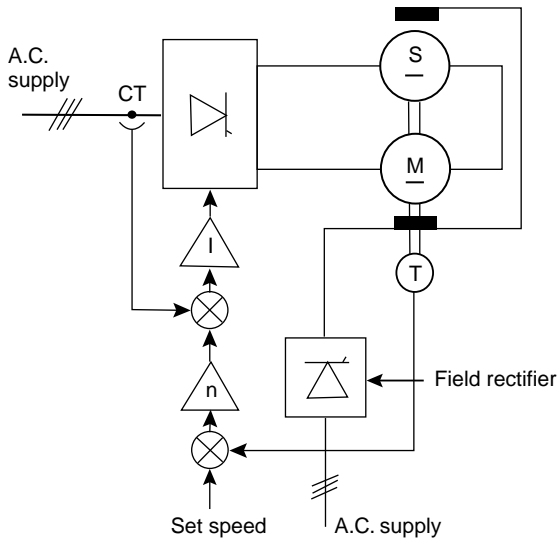 A.C.
supply
CT
S
M
I
T
n
Field rectifier
Set speed
A.C. supply